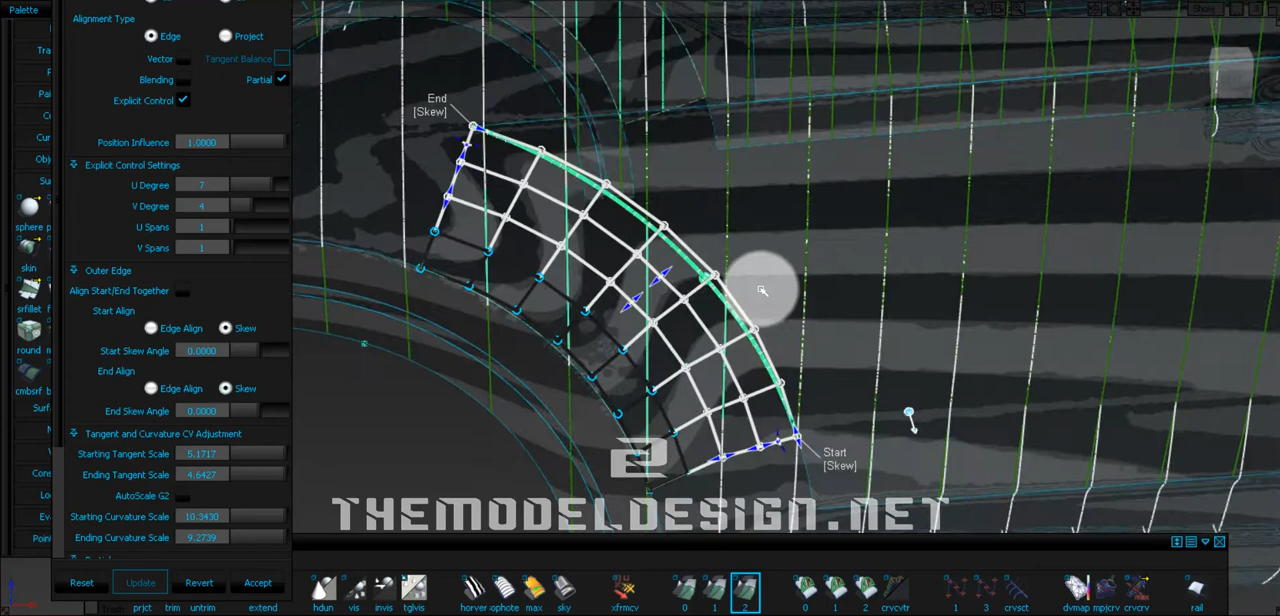 Palette
Alignment Type
Edge Project
Vector Tangent Balance
Blending Partial
Explicit Control
Position Influence 1.0000
Explicit Control Settings
U Degree 7
V Degree 4
U Spans 1
V Spans 1
Outer Edge
Align Start/End Together
Start Align
Edge Align Skew
Start Skew Angle 0.0000
End Align
Edge Align Skew
End Skew Angle 0.0000
Tangent and Curvature CV Adjustment
Starting Tangent Scale 5.1717
Ending Tangent Scale 4.6427
AutoScale G2
Starting Curvature Scale 10.3430
Ending Curvature Scale 9.2739
Reset Update Revert Accept
sphere
skin
srfillet
round
cmbsrf
End
[Skew]
Start
[Skew]
THEMODELDESIGN.NET
Show
Trash prjct trim untrim extend
hdun vis invis tglvis horver xophote max sky xfrmcv 0 1 2 0 1 2 crvcvtr 1 3 crvsct dvmap mpjcrv crvcrv rail